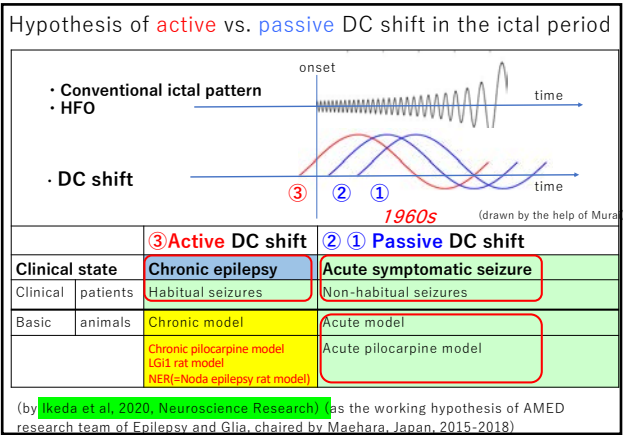 Hypothesis of active vs. passive DC shift in the ictal period
onset
・Conventional ictal pattern
・HFO
time
・DC shift
time
③ ② ①
1960s
(drawn by the help of Mura
③Active DC shift ② ① Passive DC shift
Clinical state Chronic epilepsy Acute symptomatic seizure
Clinical patients Habitual seizures Non-habitual seizures
Basic animals Chronic model Acute model
Chronic pilocarpine model Acute pilocarpine model
LGi1 rat model
NER(=Noda epilepsy rat model)
(by Ikeda et al, 2020, Neuroscience Research) (as the working hypothesis of AMED
research team of Epilepsy and Glia, chaired by Maehara, Japan, 2015-2018)